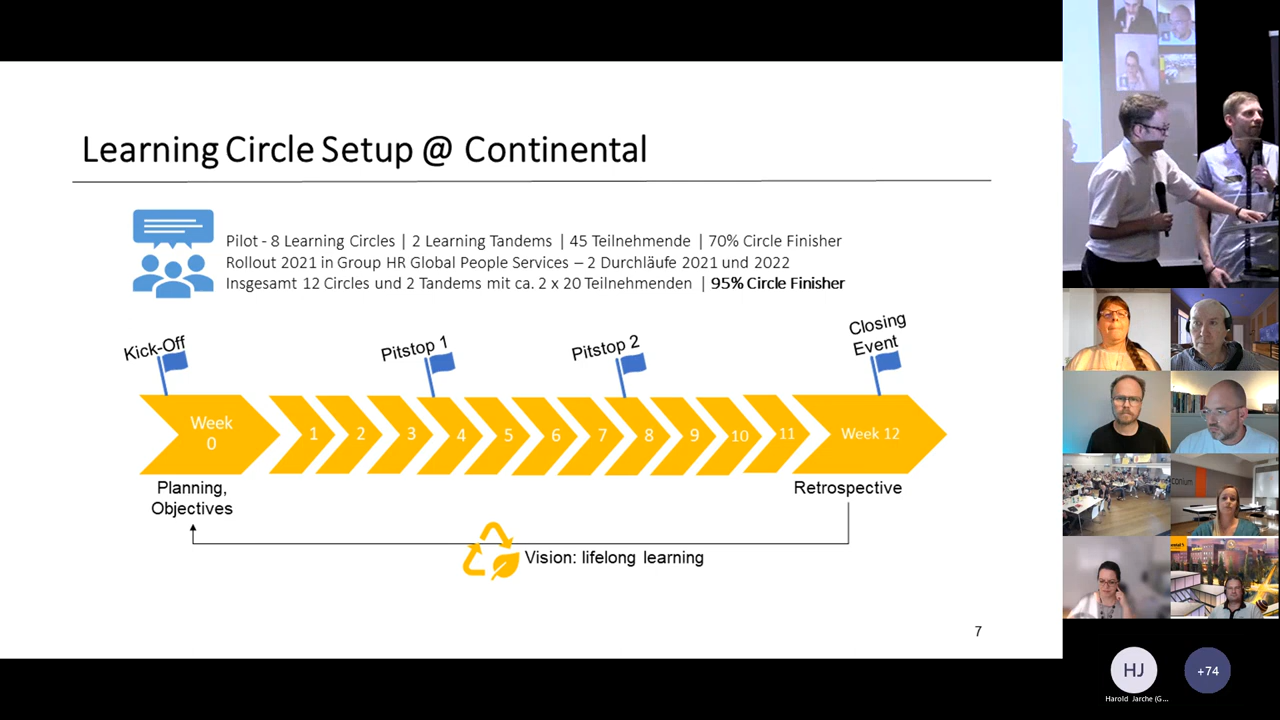 Learning Circle Setup @ Continental
Pilot - 8 Learning Circles | 2 Learning Tandems | 45 Teilnehmende | 70% Circle Finisher
Rollout 2021 in Group HR Global People Services – 2 Durchläufe 2021 und 2022
Insgesamt 12 Circles und 2 Tandems mit ca. 2 x 20 Teilnehmenden | 95% Circle Finisher
Kick-Off
Pitstop 1
Pitstop 2
Closing
Event
Week
0
1
2
3
4
5
6
7
8
9
10
11
Week 12
Planning,
Objectives
Retrospective
Vision: lifelong learning
7
HJ
+74
Harold Jarche (G...